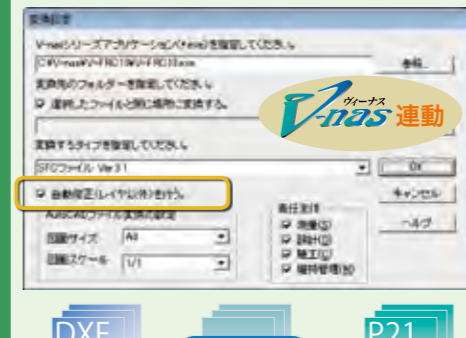 変換設定
V-nasシリーズアプリケーション(*.exe)を指定してください。
参照...
変換先のフォルダーを指定してください。
選択したファイルと同じ場所に変換する。
ヴィーナス
V-nas 連動
変換するタイプを指定してください。
SFCファイル Ver 3.1
OK
自動修正(レイヤ以外)を行う。
キャンセル
AutoCADファイル変換の設定
責任主体
ヘルプ
図面サイズ A1
測量(S)
設計(D)
図面スケール 1/1
施工(C)
維持管理(M)
DXF
P21